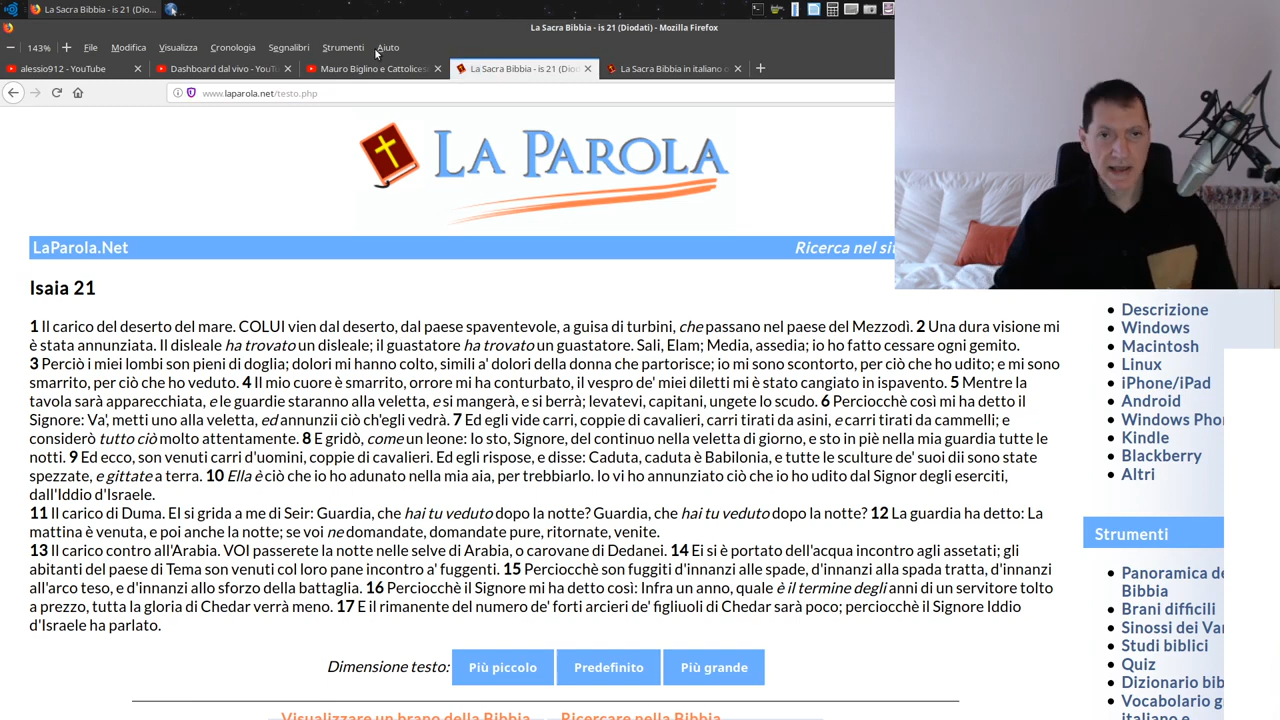 La Sacra Bibbia - is 21 (Diodati...
La Sacra Bibbia - is 21 (Diodati) - Mozilla Firefox
143% File Modifica Visualizza Cronologia Segnalibri Strumenti Aiuto
alessio912 - YouTube
Dashboard dal vivo - YouTu
Mauro Biglino e Cattolices
La Sacra Bibbia - is 21 (Diod
La Sacra Bibbia in italiano o
www.laparola.net/testo.php
LA PAROLA
LaParola.Net
Ricerca nel sit
Isaia 21
1 Il carico del deserto del mare. COLUI vien dal deserto, dal paese spaventevole, a guisa di turbini, che passano nel paese del Mezzodì. 2 Una dura visione mi
è stata annunziata. Il disleale ha trovato un disleale; il guastatore ha trovato un guastatore. Sali, Elam; Media, assedia; io ho fatto cessare ogni gemito.
3 Perciò i miei lombi son pieni di doglia; dolori mi hanno colto, simili a' dolori della donna che partorisce; io mi sono scontorto, per ciò che ho udito; e mi sono
smarrito, per ciò che ho veduto. 4 Il mio cuore è smarrito, orrore mi ha conturbato, il vespro de' miei diletti mi è stato cangiato in ispavento. 5 Mentre la
tavola sarà apparecchiata, e le guardie staranno alla veletta, e si mangerà, e si berrà; levatevi, capitani, ungete lo scudo. 6 Perciocchè così mi ha detto il
Signore: Va', metti uno alla veletta, ed annunzii ciò ch'egli vedrà. 7 Ed egli vide carri, coppie di cavalieri, carri tirati da asini, e carri tirati da cammelli; e
considerò tutto ciò molto attentamente. 8 E gridò, come un leone: Io sto, Signore, del continuo nella veletta di giorno, e sto in piè nella mia guardia tutte le
notti. 9 Ed ecco, son venuti carri d'uomini, coppie di cavalieri. Ed egli rispose, e disse: Caduta, caduta è Babilonia, e tutte le sculture de' suoi dii sono state
spezzate, e gittate a terra. 10 Ella è ciò che io ho adunato nella mia aia, per trebbiarlo. Io vi ho annunziato ciò che io ho udito dal Signor degli eserciti,
dall'Iddio d'Israele.
11 Il carico di Duma. EI si grida a me di Seir: Guardia, che hai tu veduto dopo la notte? Guardia, che hai tu veduto dopo la notte? 12 La guardia ha detto: La
mattina è venuta, e poi anche la notte; se voi ne domandate, domandate pure, ritornate, venite.
13 Il carico contro all'Arabia. VOI passerete la notte nelle selve di Arabia, o carovane di Dedanei. 14 Ei si è portato dell'acqua incontro agli assetati; gli
abitanti del paese di Tema son venuti col loro pane incontro a' fuggenti. 15 Perciocchè son fuggiti d'innanzi alle spade, d'innanzi alla spada tratta, d'innanzi
all'arco teso, e d'innanzi allo sforzo della battaglia. 16 Perciocchè il Signore mi ha detto così: Infra un anno, quale è il termine degli anni di un servitore tolto
a prezzo, tutta la gloria di Chedar verrà meno. 17 E il rimanente del numero de' forti arcieri de' figliuoli di Chedar sarà poco; perciocchè il Signore Iddio
d'Israele ha parlato.
Dimensione testo: Più piccolo Predefinito Più grande
Visualizzare un brano della Bibbia
Ricercare nella Bibbia
Descrizione
Windows
Macintosh
Linux
iPhone/iPad
Android
Windows Phon
Kindle
Blackberry
Altri
Strumenti
Panoramica de
Bibbia
Brani difficili
Sinossi dei Van
Studi biblici
Quiz
Dizionario bib
Vocabolario g
italiano e